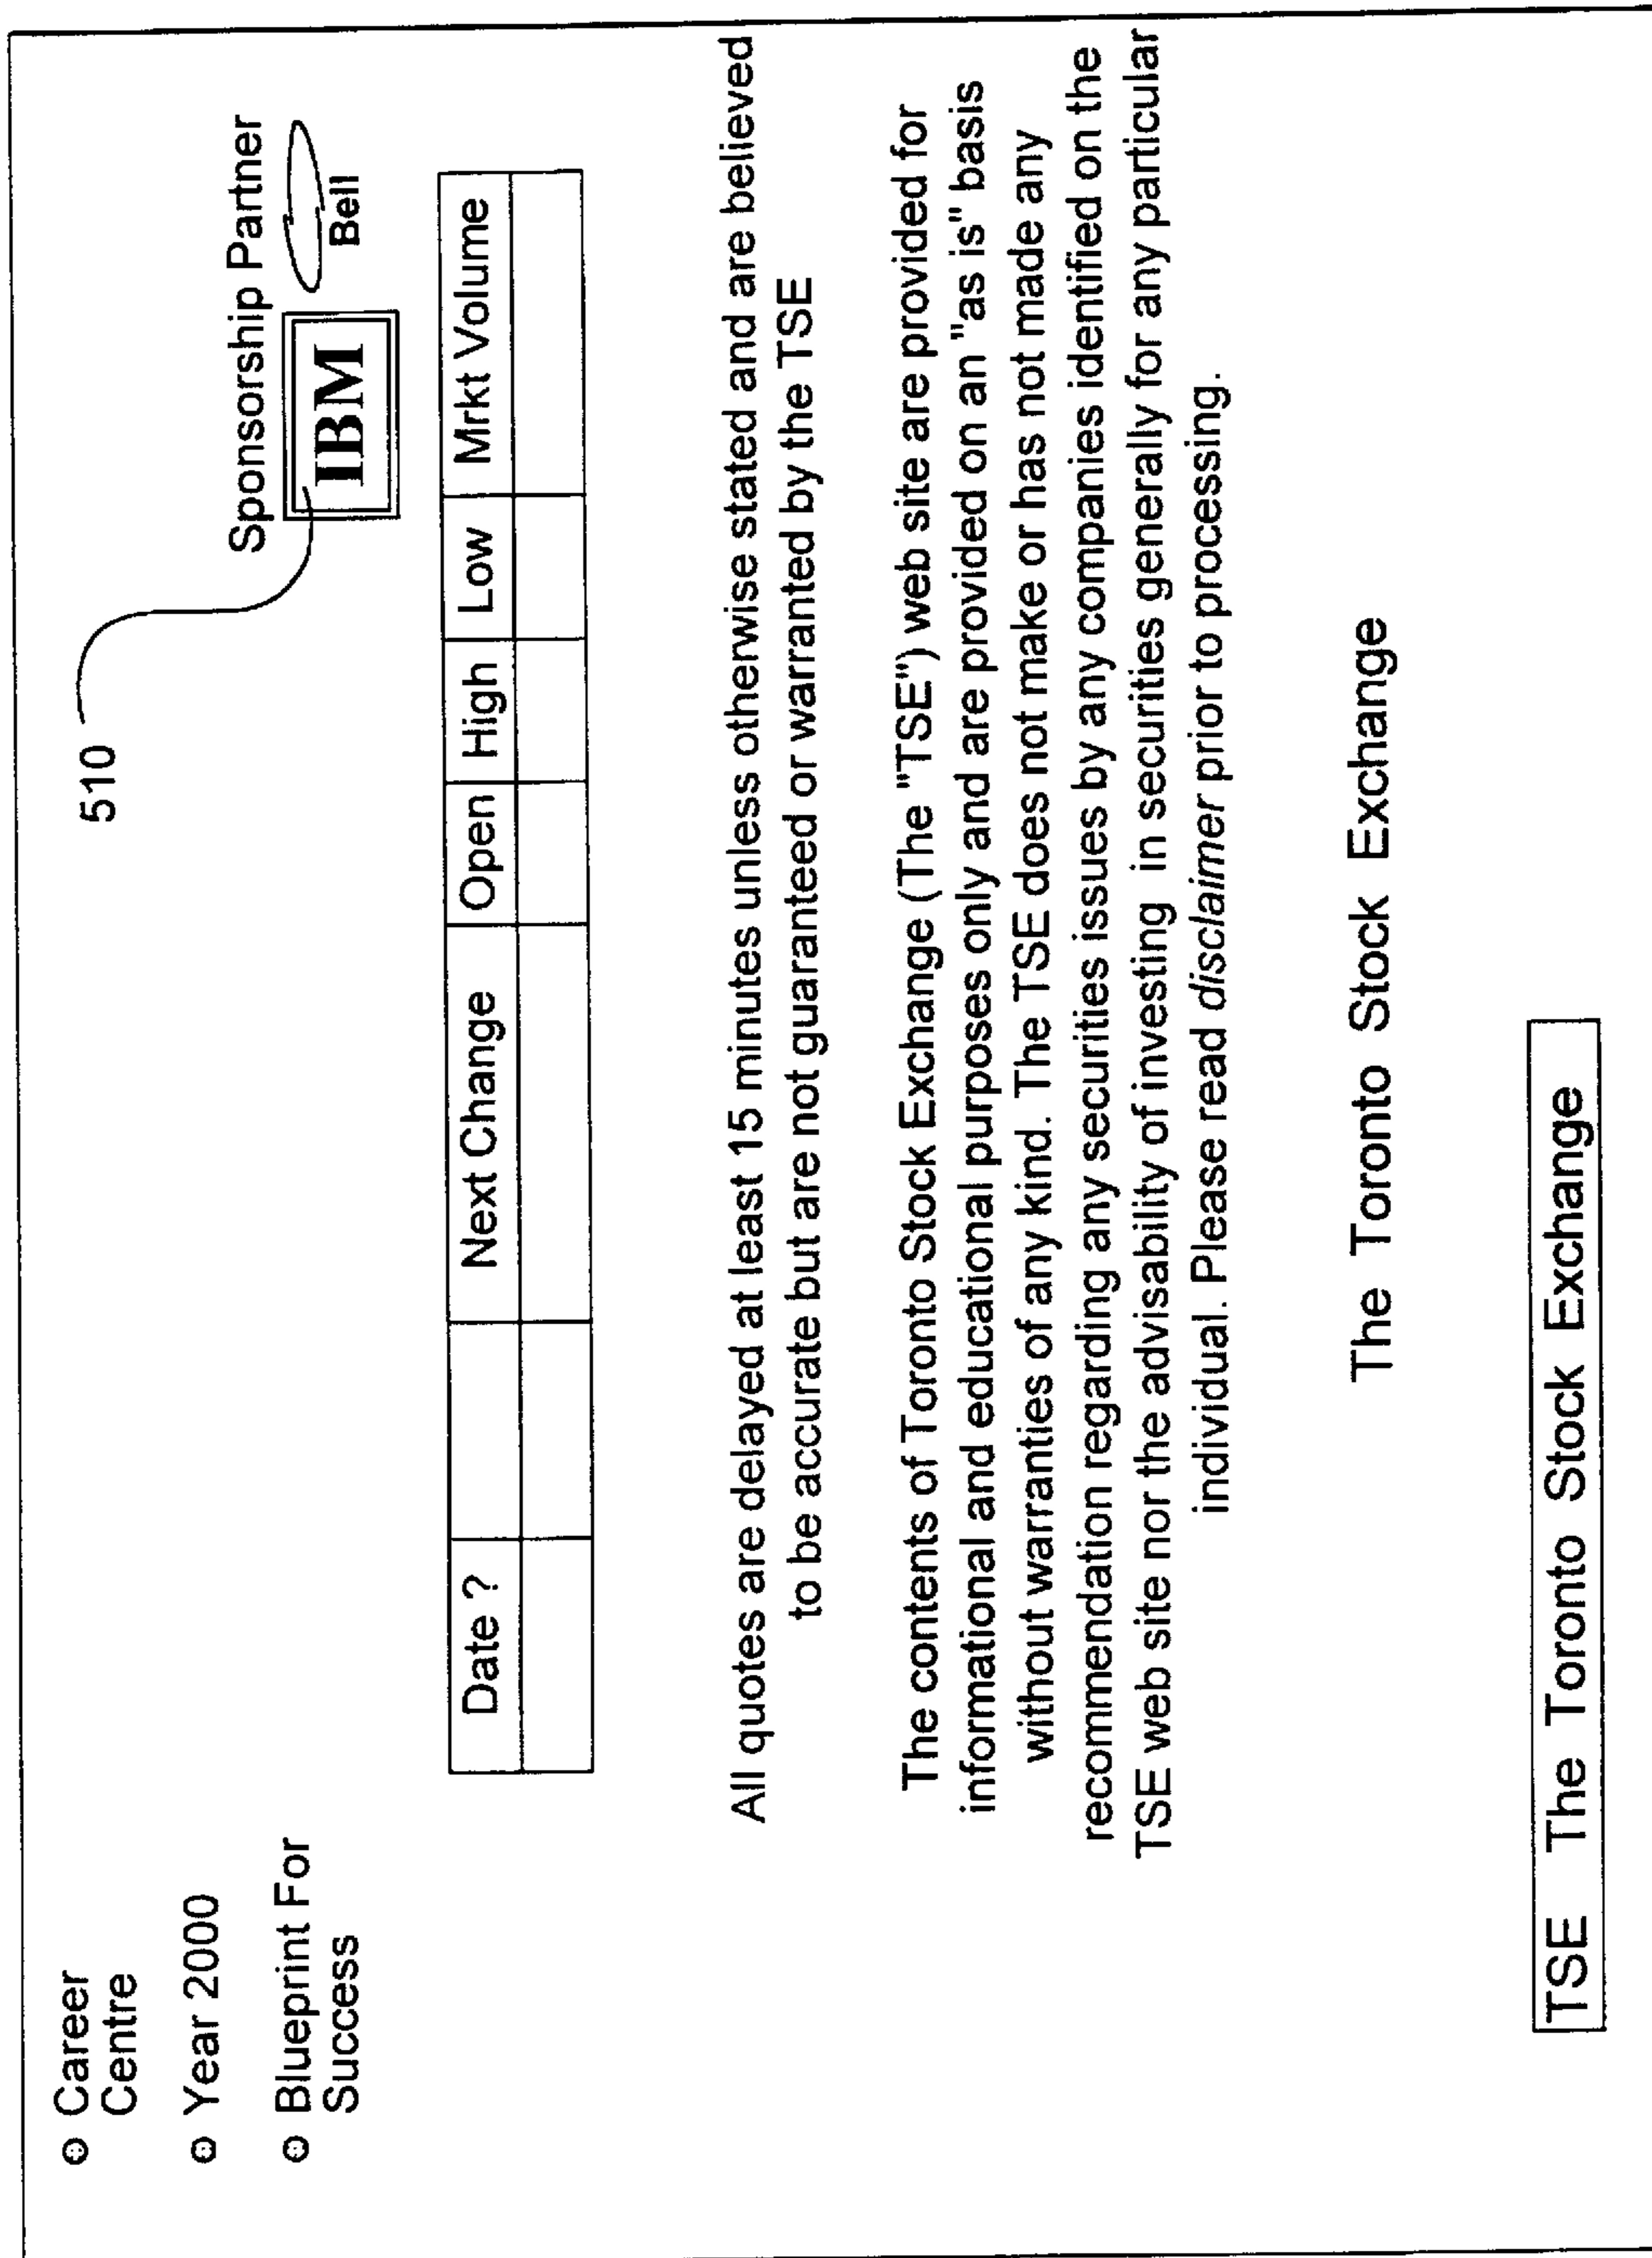 Career
Centre
Year 2000
Blueprint For
Success
510
Sponsorship Partner
IBM
Bell
Date ? Next Change Open High Low Mrkt Volume
All quotes are delayed at least 15 minutes unless otherwise stated and are believed
to be accurate but are not guaranteed or warranted by the TSE
The contents of Toronto Stock Exchange (The "TSE") web site are provided for
informational and educational purposes only and are provided on an "as is" basis
without warranties of any kind. The TSE does not make or has not made any
recommendation regarding any securities issues by any companies identified on the
TSE web site nor the advisability of investing in securities generally for any particular
individual. Please read disclaimer prior to processing.
The Toronto Stock Exchange
TSE The Toronto Stock Exchange